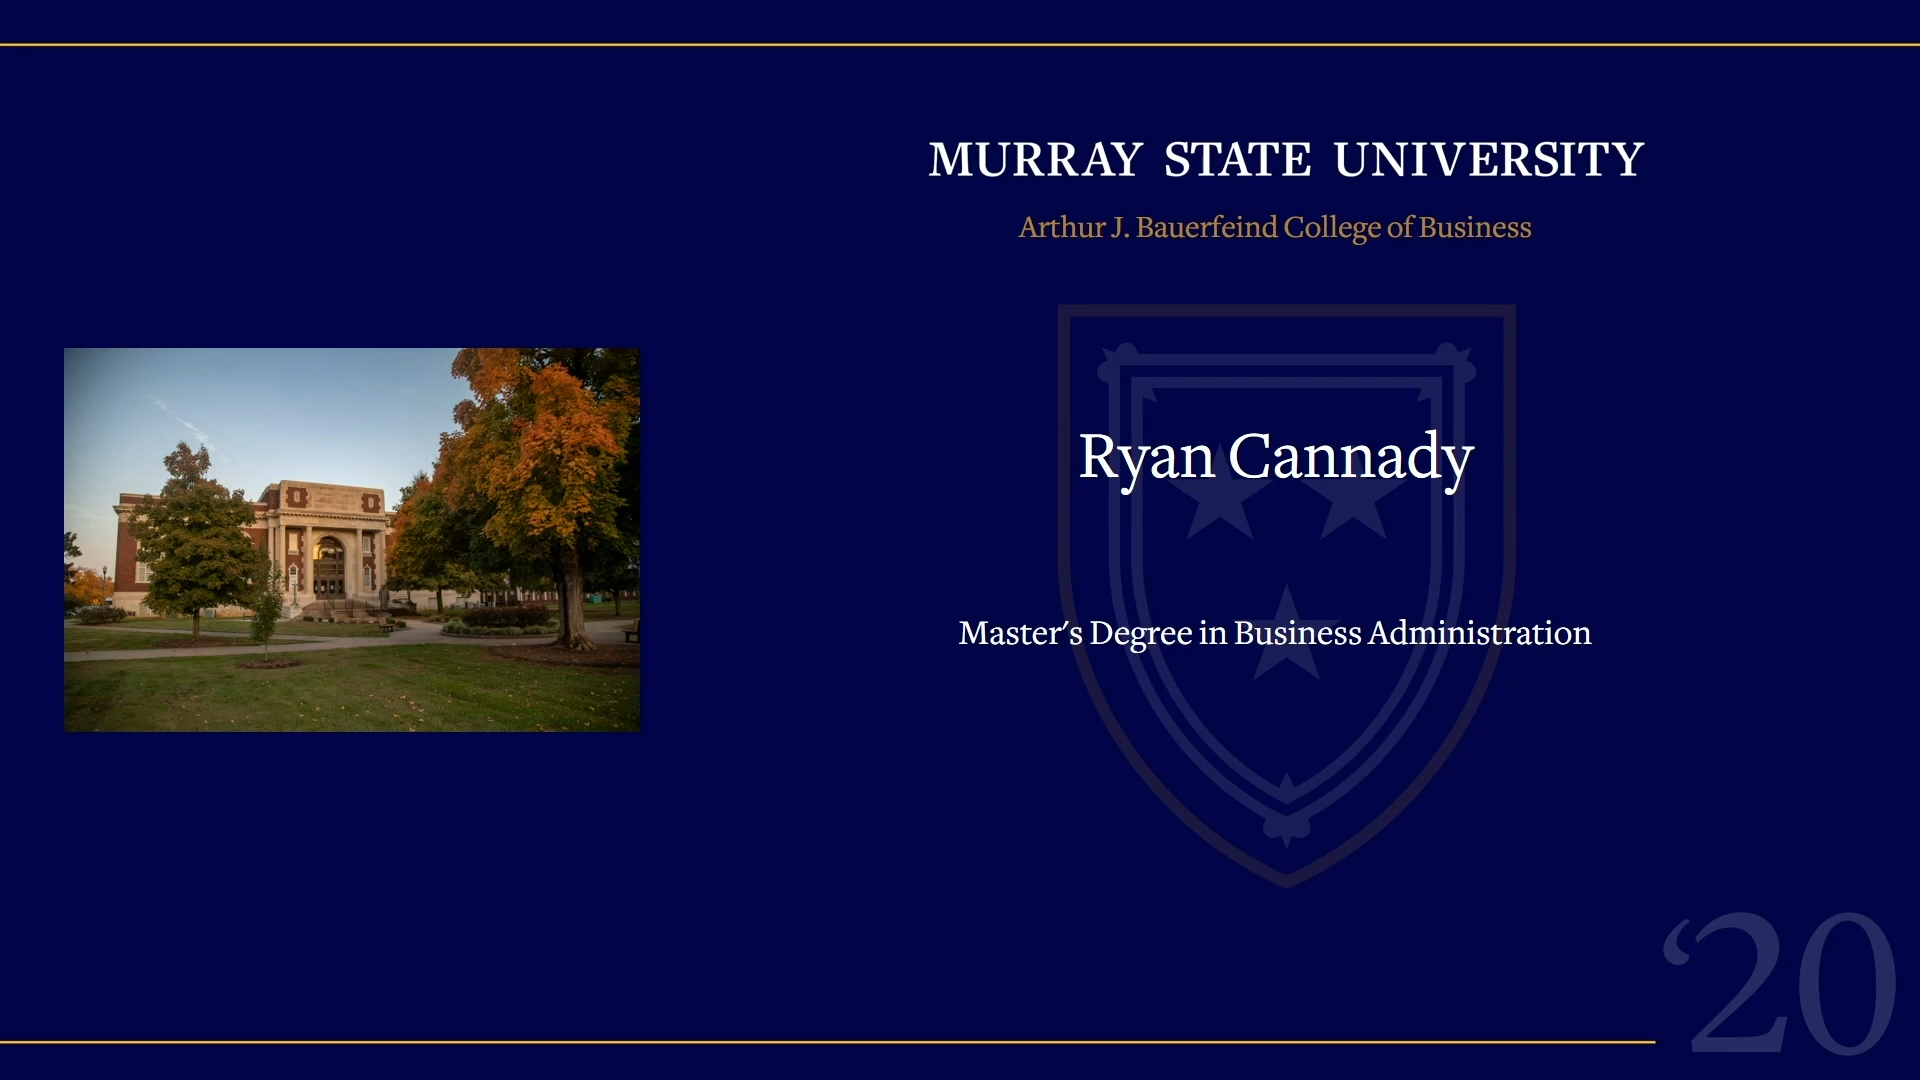 MURRAY STATE UNIVERSITY
Arthur J. Bauerfeind College of Business
Ryan Cannady
Master's Degree in Business Administration
‘20